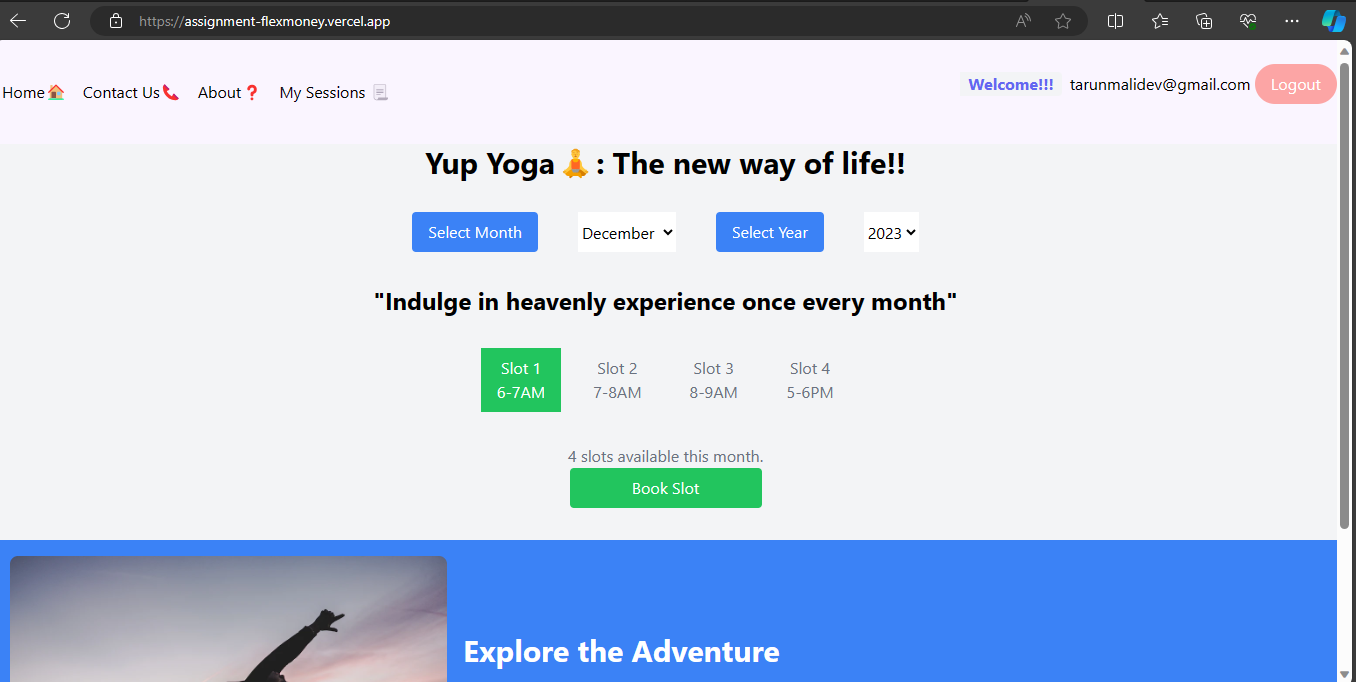 https://assignment-flexmoney.vercel.app
Home🏠 Contact Us📞 About❓ My Sessions 📃
Welcome!!! tarunmalidev@gmail.com Logout
Yup Yoga🧘: The new way of life!!
Select Month December Select Year 2023
"Indulge in heavenly experience once every month"
Slot 1 Slot 2 Slot 3 Slot 4
6-7AM 7-8AM 8-9AM 5-6PM
4 slots available this month.
Book Slot
Explore the Adventure